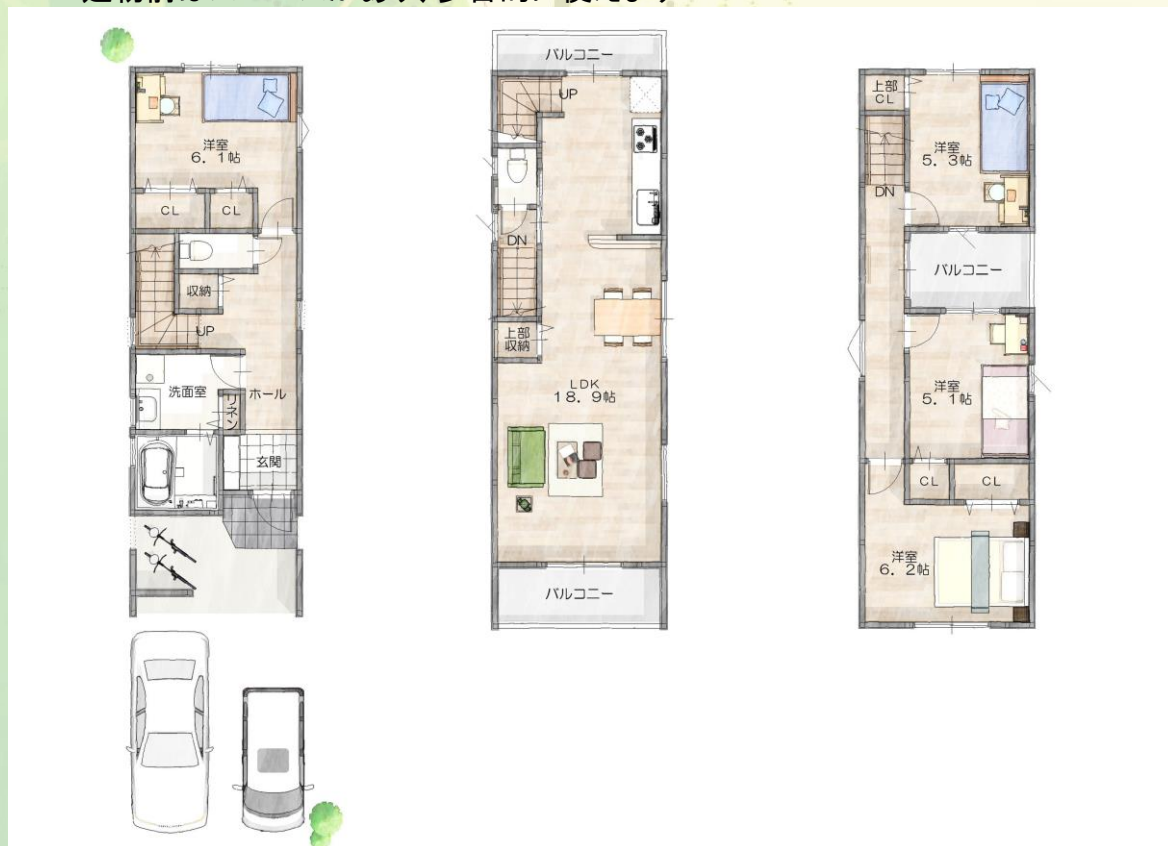 洋室
6.1帖
CL
CL
収納
UP
洗面室
リネン
ホール
玄関
バルコニー
UP
DN
上部
収納
LDK
18.9帖
バルコニー
上部
CL
洋室
5.3帖
DN
バルコニー
洋室
5.1帖
CL
CL
洋室
6.2帖